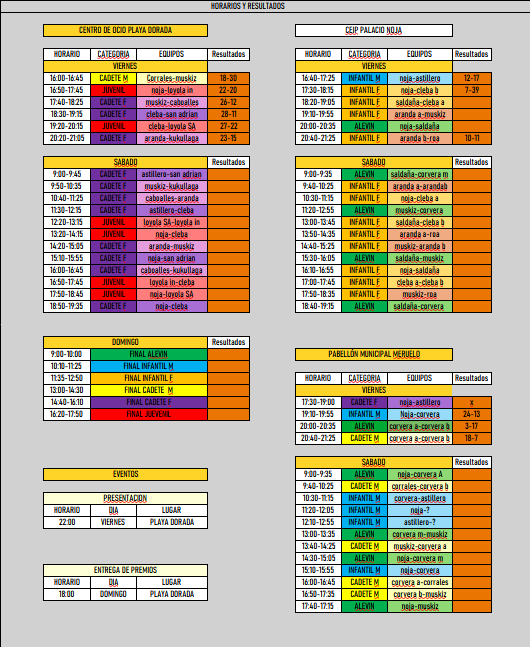 HORARIOS Y RESULTADOS
CENTRO DE OCIO PLAYA DORADA
HORARIO CATEGORIA EQUIPOS Resultados
VIERNES
16:00-16:45 CADETE M Corrales-muskiz 18-30
16:50-17:45 JUVENIL noja-loyola in 22-20
17:40-18:25 CADETE F muskiz-caboalles 26-12
18:30-19:15 CADETE F cleba-san adrian 28-11
19:20-20:15 JUVENIL cleba-loyola SA 27-22
20:20-21:05 CADETE F aranda-kukullaga 23-15
SABADO Resultados
9:00-9:45 CADETE F astillero-san adrian
9:50-10:35 CADETE F muskiz-kukullaga
10:40-11:25 CADETE F caboalles-aranda
11:30-12:15 CADETE F astillero-cleba
12:20-13:15 JUVENIL loyola SA-loyola in
13:20-14:15 JUVENIL noja-cleba
14:20-15:05 CADETE F aranda-muskiz
15:10-15:55 CADETE F noja-san adrian
16:00-16:45 CADETE F caboalles-kukullaga
16:50-17:45 JUVENIL loyola in-cleba
17:50-18:45 JUVENIL noja-loyola SA
18:50-19:35 CADETE F noja-cleba
DOMINGO Resultados
9:00-10:00 FINAL ALEVIN
10:10-11:25 FINAL INFANTIL M
11:35-12:50 FINAL INFANTIL F
13:00-14:30 FINAL CADETE M
14:40-16:10 FINAL CADETE F
16:20-17:50 FINAL JUEVENIL
EVENTOS
PRESENTACION
HORARIO DIA LUGAR
22:00 VIERNES PLAYA DORADA
ENTREGA DE PREMIOS
HORARIO DIA LUGAR
18:00 DOMINGO PLAYA DORADA
CEIP PALACIO NOJA
HORARIO CATEGORIA EQUIPOS Resultados
VIERNES
16:40-17:25 INFANTIL M noja-astillero 12-17
17:30-18:15 INFANTIL F noja-cleba b 7-39
18:20-19:05 INFANTIL F saldaña-cleba a
19:10-19:55 INFANTIL F aranda a-muskiz
20:00-20:35 ALEVIN noja-saldaña
20:40-21:25 INFANTIL F aranda b-roa 10-11
SABADO Resultados
9:00-9:35 ALEVIN saldaña-corvera m
9:40-10:25 INFANTIL F aranda a-arandab
10:30-11:15 INFANTIL F noja-cleba a
11:20-12:55 ALEVIN muskiz-corvera
13:00-13:45 INFANTIL F saldaña-cleba b
13:50-14:35 INFANTIL F aranda a-roa
14:40-15:25 INFANTIL F muskiz-aranda b
15:30-16:05 ALEVIN saldaña-muskiz
16:10-16:55 INFANTIL F noja-saldaña
17:00-17:45 INFANTIL F cleba a-cleba b
17:50-18:35 INFANTIL F muskiz-roa
18:40-19:15 ALEVIN saldaña-corvera
PABELLÓN MUNICIPAL MERUELO
HORARIO CATEGORIA EQUIPOS Resultados
VIERNES
17:30-19:00 CADETE F noja-astillero x
19:10-19:55 INFANTIL M Noja-corvera 24-13
20:00-20:35 ALEVIN corvera a-corvera b 3-17
20:40-21:25 CADETE M corvera a-corvera b 18-7
SABADO Resultados
9:00-9:35 ALEVIN noja-corvera A
9:40-10:25 CADETE M corrales-corvera b
10:30-11:15 INFANTIL M corvera-astillero
11:20-12:05 INFANTIL M noja-?
12:10-12:55 INFANTIL M astillero-?
13:00-13:35 ALEVIN corvera m-muskiz
13:40-14:25 CADETE M muskiz-corvera a
14:30-15:05 ALEVIN noja-corvera m
15:10-15:55 INFANTIL M noja-corvera
16:00-16:45 CADETE M corvera a-corrales
16:50-17:35 CADETE M corvera b-muskiz
17:40-17:15 ALEVIN noja-muskiz